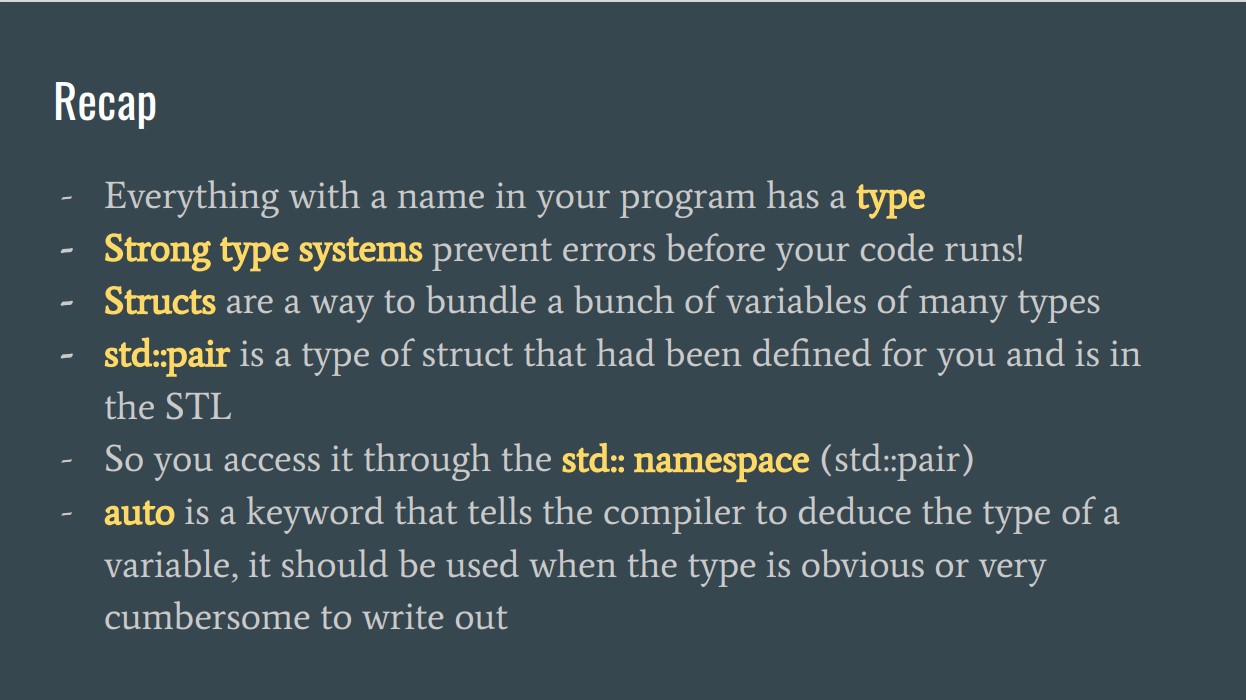 Recap
- Everything with a name in your program has a type
- Strong type systems prevent errors before your code runs!
- Structs are a way to bundle a bunch of variables of many types
- std::pair is a type of struct that had been defined for you and is in
the STL
- So you access it through the std:: namespace (std::pair)
- auto is a keyword that tells the compiler to deduce the type of a
variable, it should be used when the type is obvious or very
cumbersome to write out